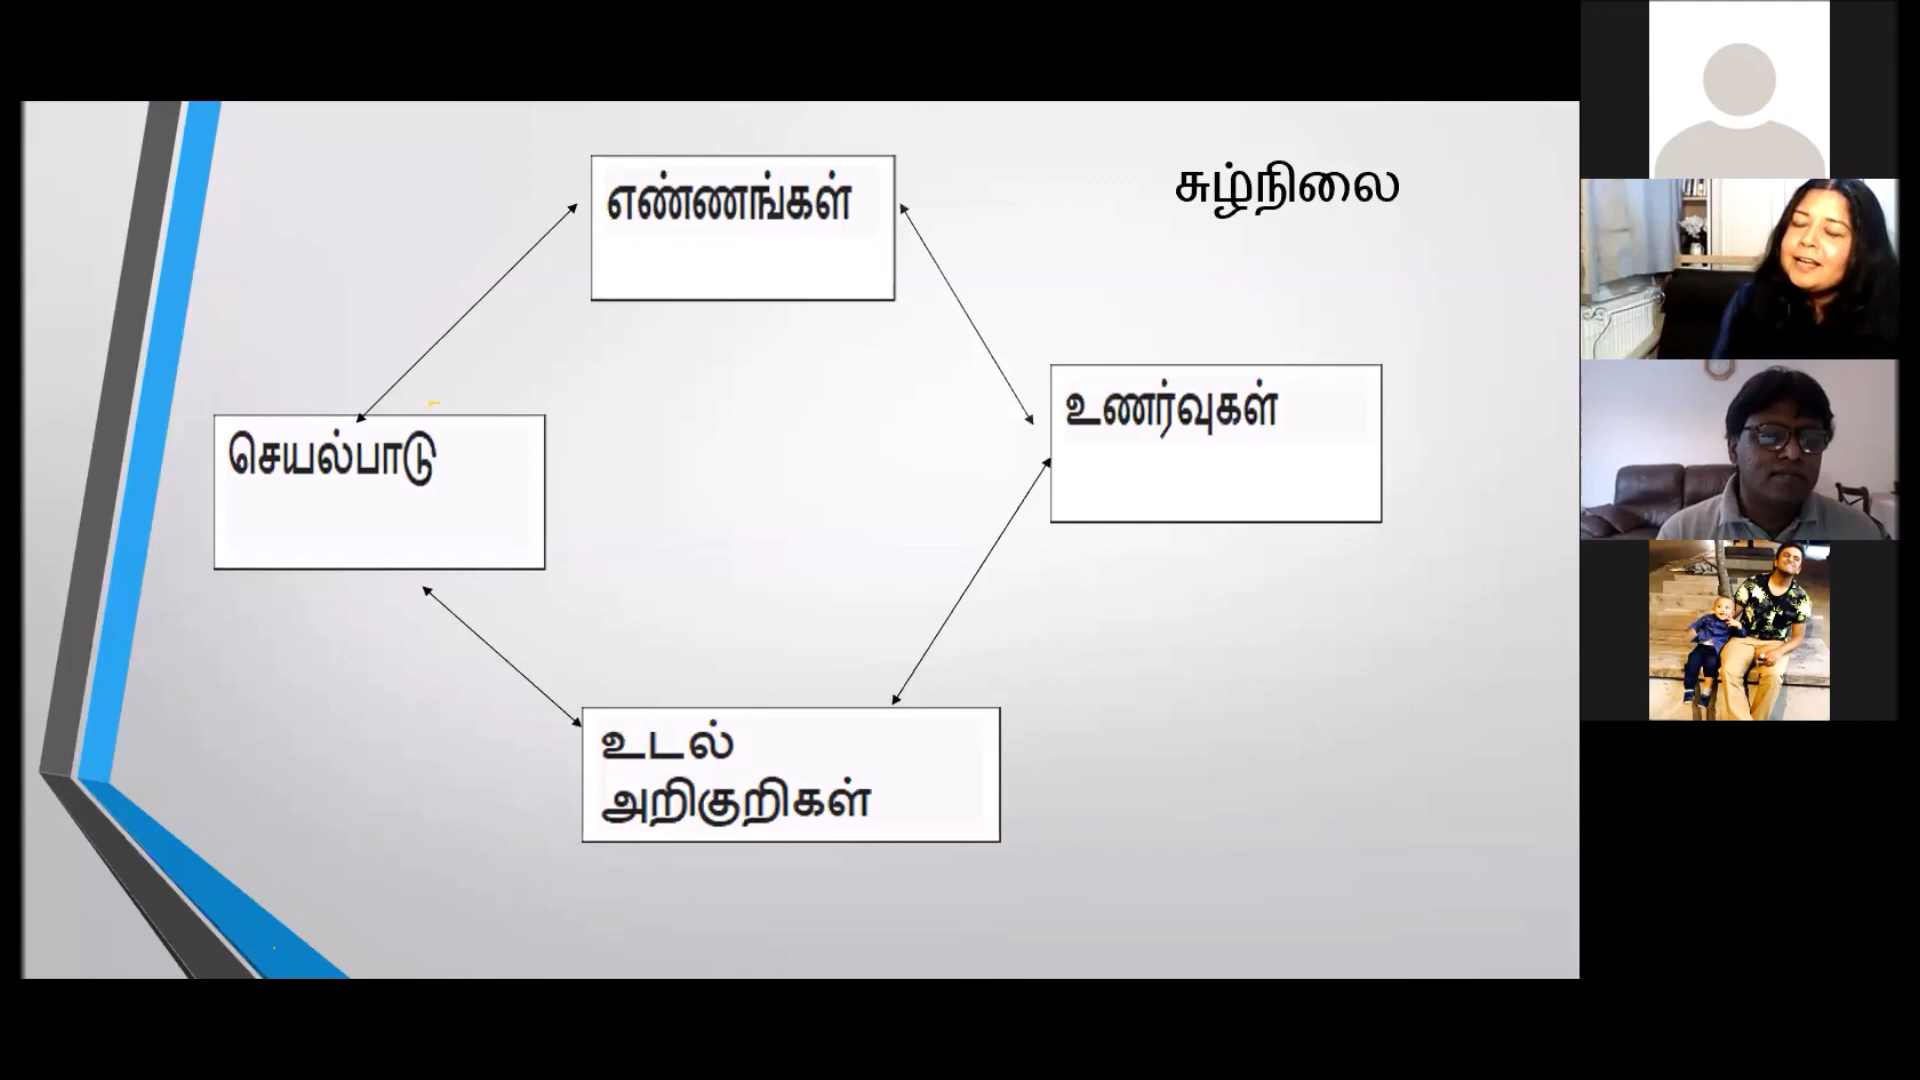 எண்ணங்கள்
சுழ்நிலை
உணர்வுகள்
செயல்பாடு
உடல்
அறிகுறிகள்